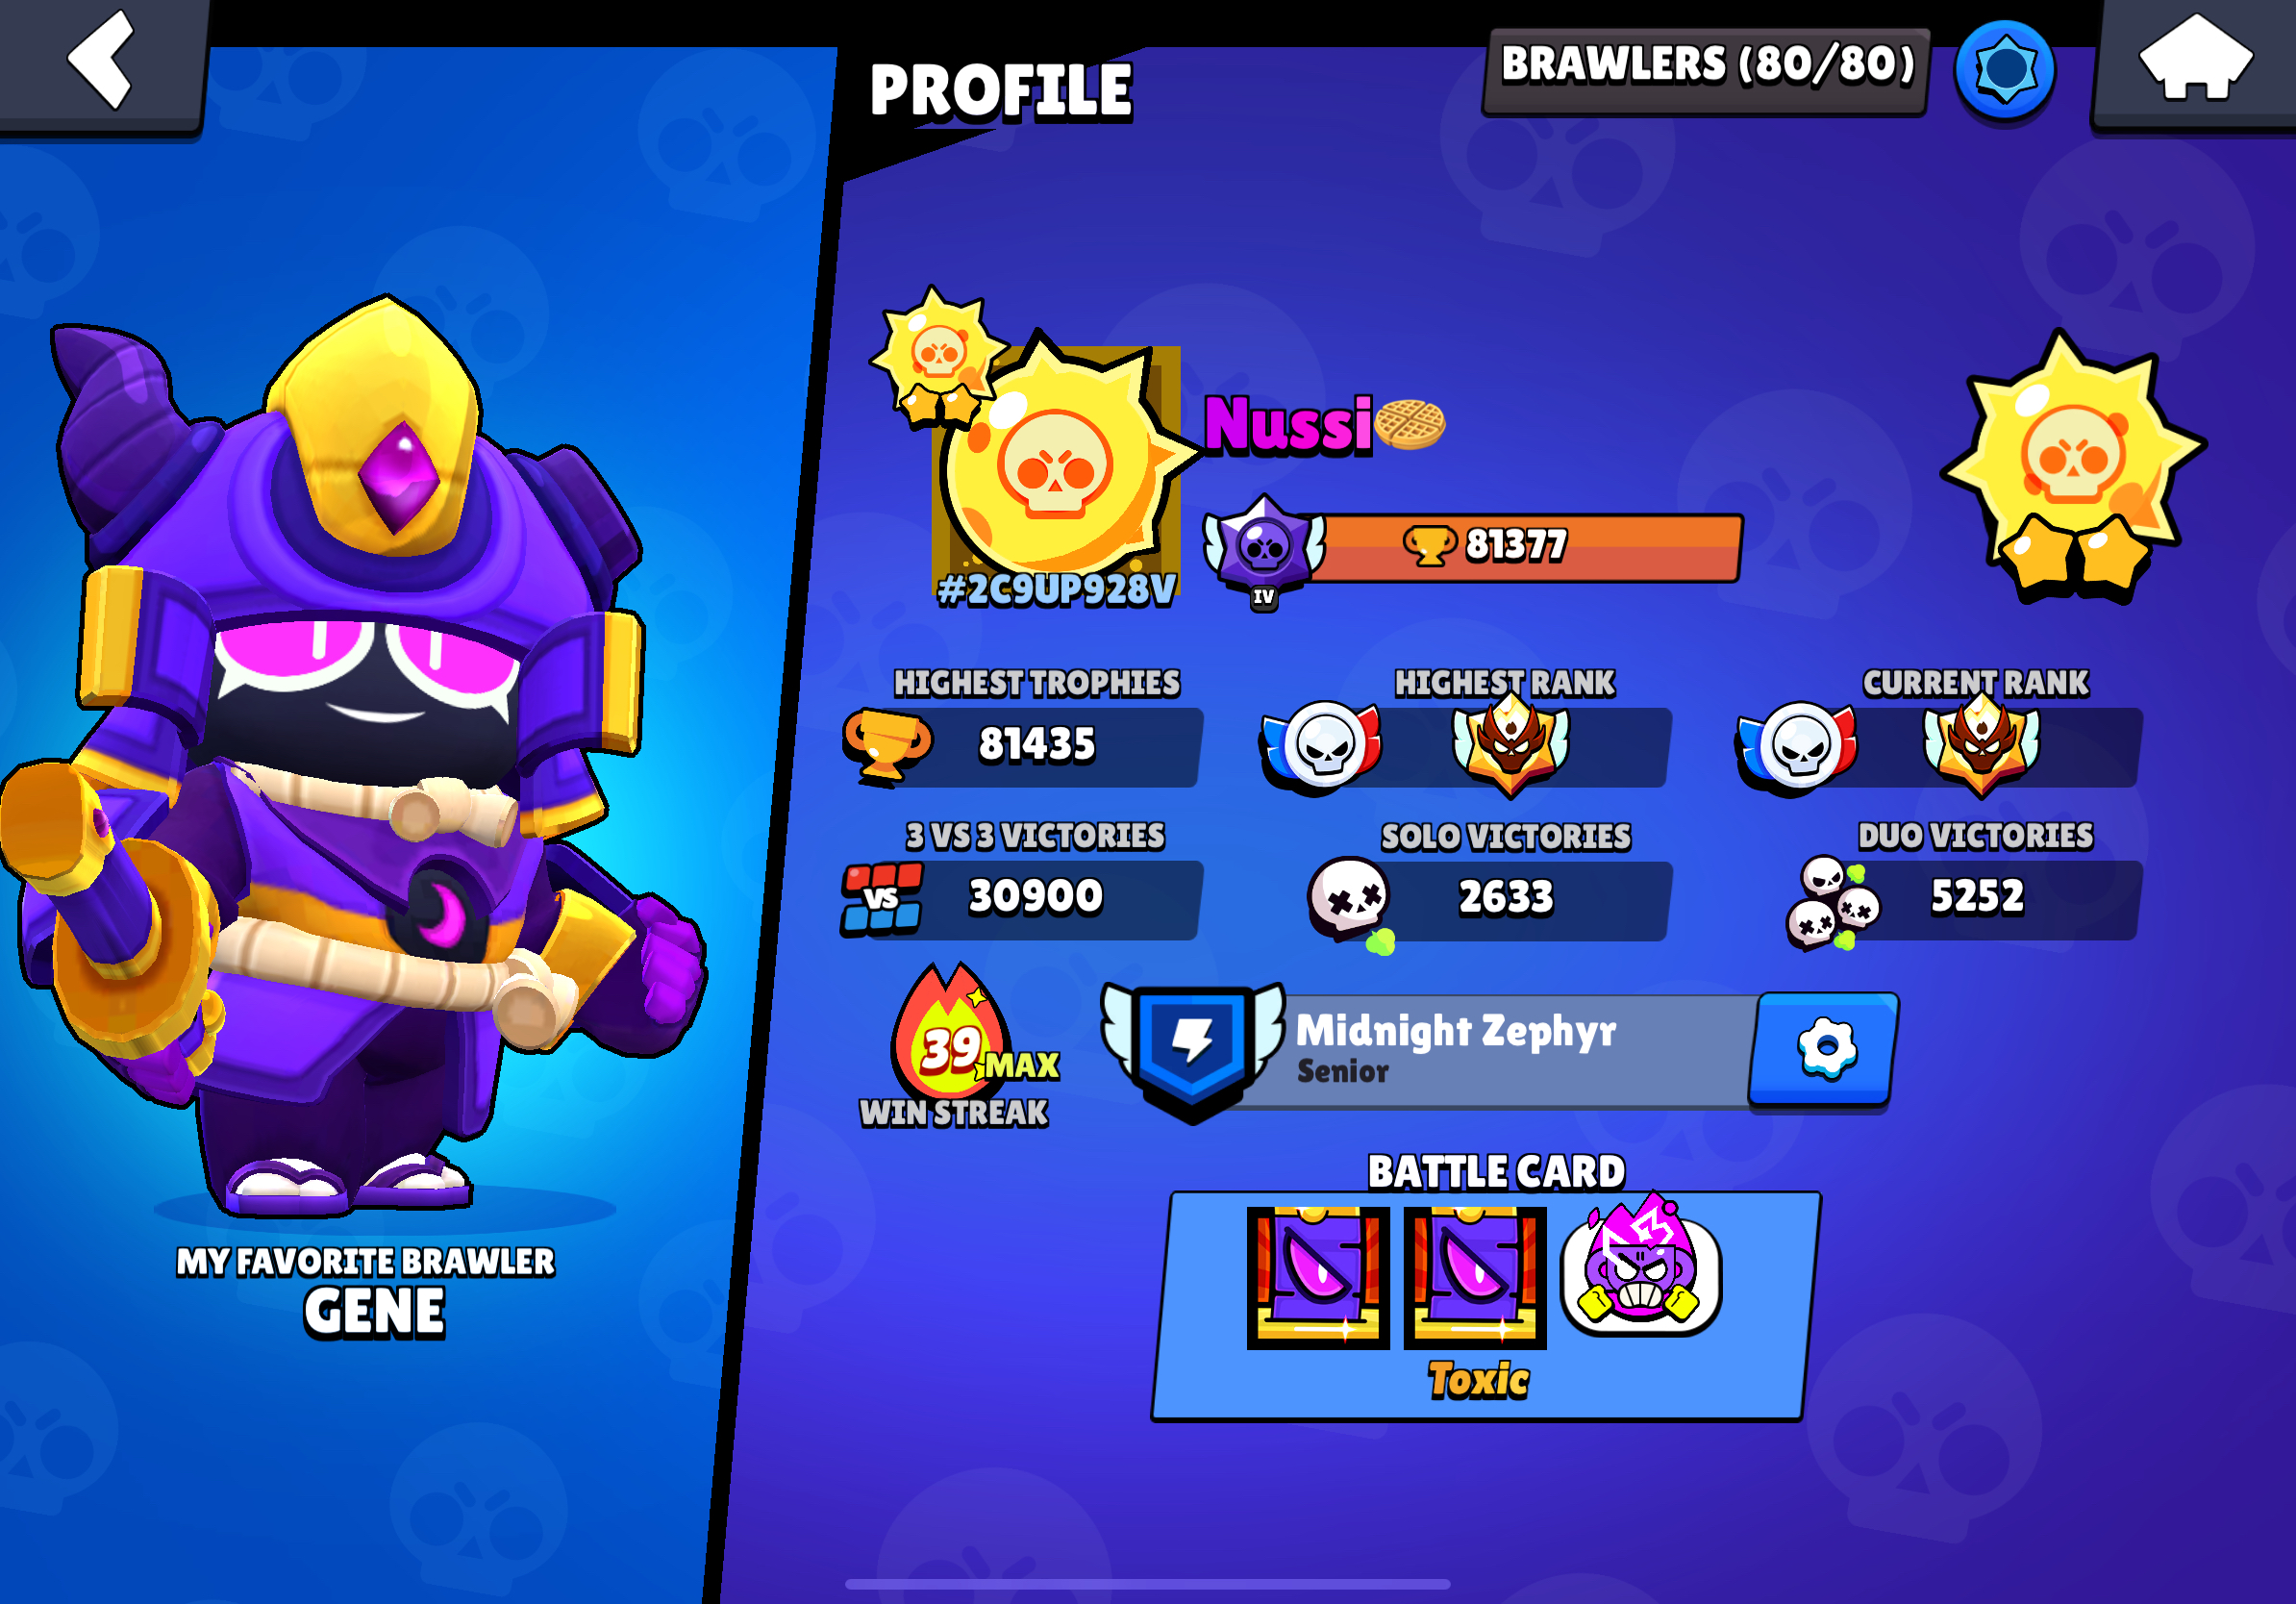 PROFILE
BRAWLERS (80/80)
Nussi🧇
#2C9UP928V
IV
81377
HIGHEST TROPHIES
81435
HIGHEST RANK
CURRENT RANK
3 VS 3 VICTORIES
VS
30900
SOLO VICTORIES
2633
DUO VICTORIES
5252
39
MAX
WIN STREAK
Midnight Zephyr
Senior
MY FAVORITE BRAWLER
GENE
BATTLE CARD
Toxic